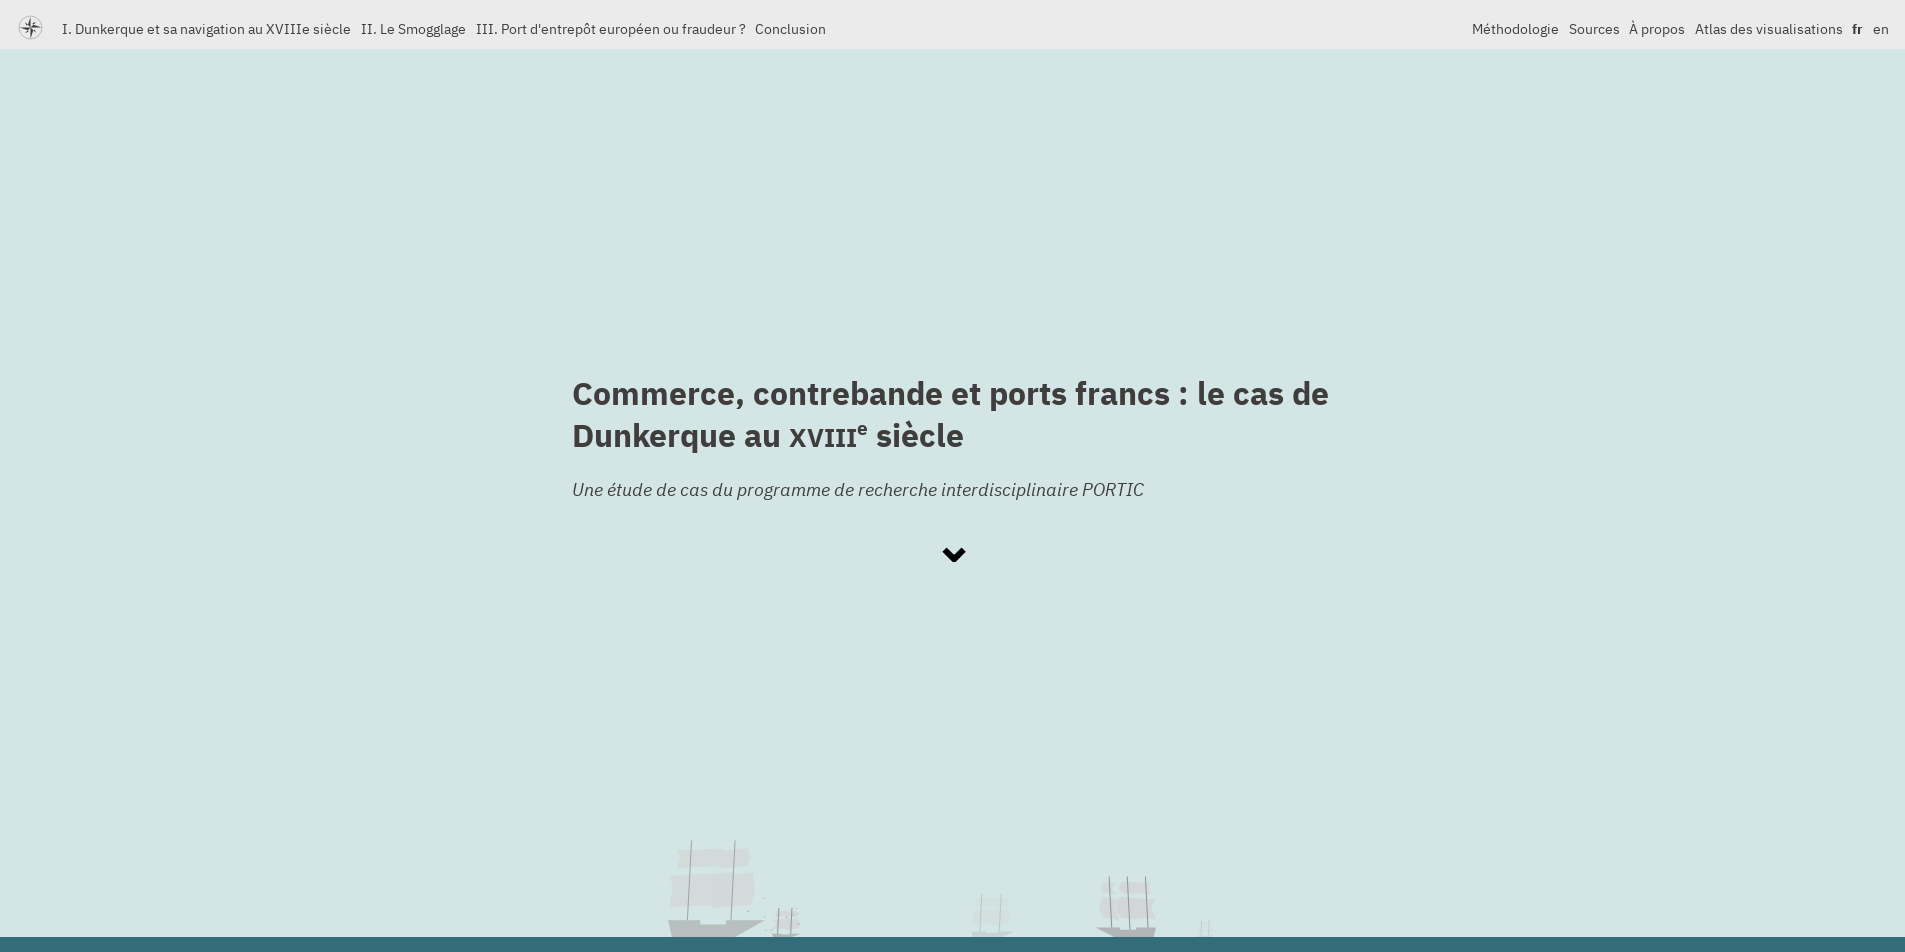 I. Dunkerque et sa navigation au XVIIIe siècle II. Le Smogglage III. Port d'entrepôt européen ou fraudeur ? Conclusion Méthodologie Sources À propos Atlas des visualisations fr en
Commerce, contrebande et ports francs : le cas de
Dunkerque au XVIIIe siècle
Une étude de cas du programme de recherche interdisciplinaire PORTIC